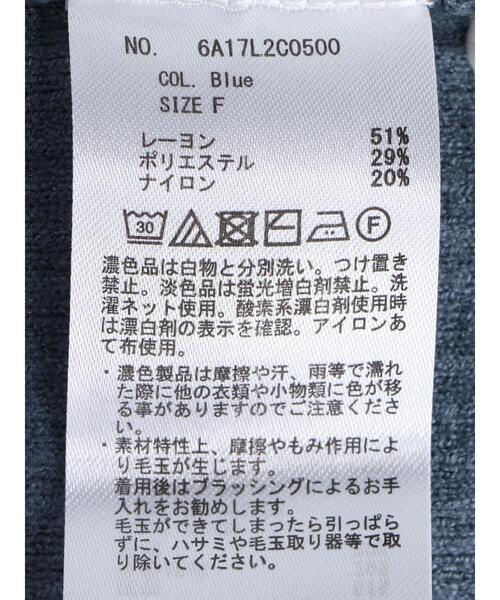 NO. 6A17L2C0500
COL. Blue
SIZE F
レーヨン 51%
ポリエステル 29%
ナイロン 20%
30 F
濃色品は白物と分別洗い。つけ置き
禁止。淡色品は蛍光増白剤禁止。洗
濯ネット使用。酸素系漂白剤使用時
は漂白剤の表示を確認。アイロンあ
て布使用。
・濃色製品は摩擦や汗、雨等で濡れ
た際に他の衣類や小物類に色が移
る事がありますのでご注意くださ
い。
・素材特性上、摩擦やもみ作用によ
り毛玉が生じます。
着用後はブラッシングによるお手
入れをお勧めします。
毛玉ができてしまったら引っぱら
ずに、ハサミや毛玉取り器等で取
り除いてください。